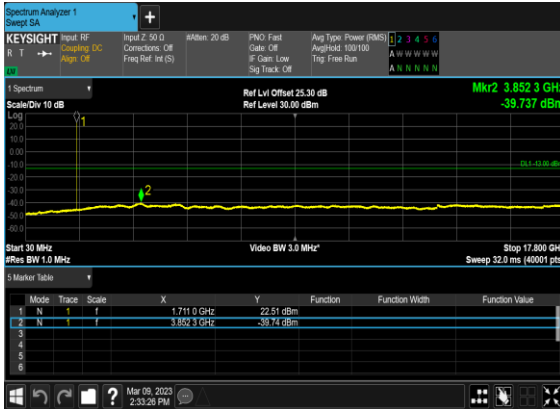 Spectrum Analyzer 1
Swept SA
+
KEYSIGHT Input: RF Input Z: 50 Ω #Atten: 20 dB PNO: Fast Avg Type: Power (RMS) 1 2 3 4 5 6
R T Coupling: DC Corrections: Off Gate: Off Avg|Hold: 100/100 A W W W W W
Align: Off Freq Ref: Int (S) IF Gain: Low Trig: Free Run
Sig Track: Off A N N N N N
1 Spectrum Ref Lvl Offset 25.30 dB Mkr2 3.852 3 GHz
Scale/Div 10 dB Ref Level 30.00 dBm -39.737 dBm
Log
20.0
10.0
0.00
-10.0
DL1 -13.00 dBm
-20.0
-30.0
-40.0
-50.0
-60.0
1
2
Start 30 MHz Video BW 3.0 MHz* Stop 17.800 GHz
#Res BW 1.0 MHz Sweep 32.0 ms (40001 pts)
5 Marker Table
Mode Trace Scale X Y Function Function Width Function Value
1 N 1 f 1.711 0 GHz 22.51 dBm
2 N 1 f 3.852 3 GHz -39.74 dBm
3
4
5
6
? Mar 09, 2023
2:33:26 PM